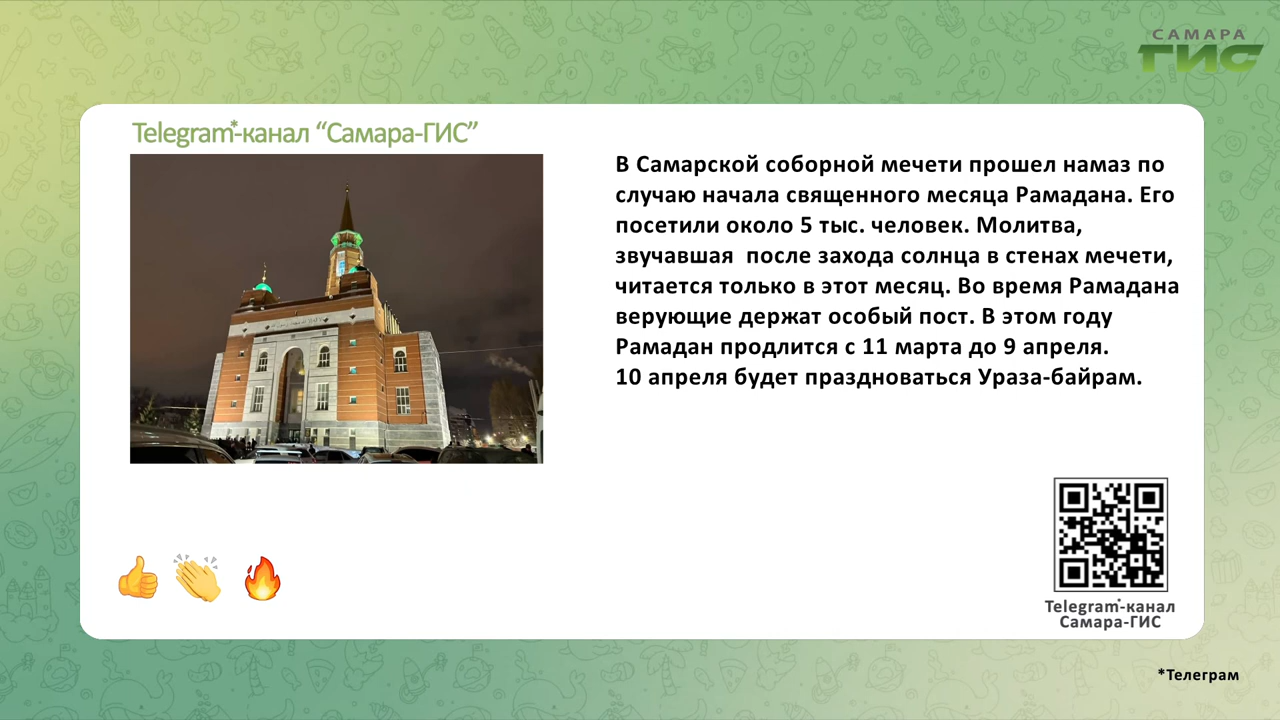 САМАРА
ГИС
Telegram*-канал “Самара-ГИС”
В Самарской соборной мечети прошел намаз по
случаю начала священного месяца Рамадана. Его
посетили около 5 тыс. человек. Молитва,
звучавшая  после захода солнца в стенах мечети,
читается только в этот месяц. Во время Рамадана
верующие держат особый пост. В этом году
Рамадан продлится с 11 марта до 9 апреля.
10 апреля будет праздноваться Ураза-байрам.
Telegram*-канал
Самара-ГИС
*Телеграм